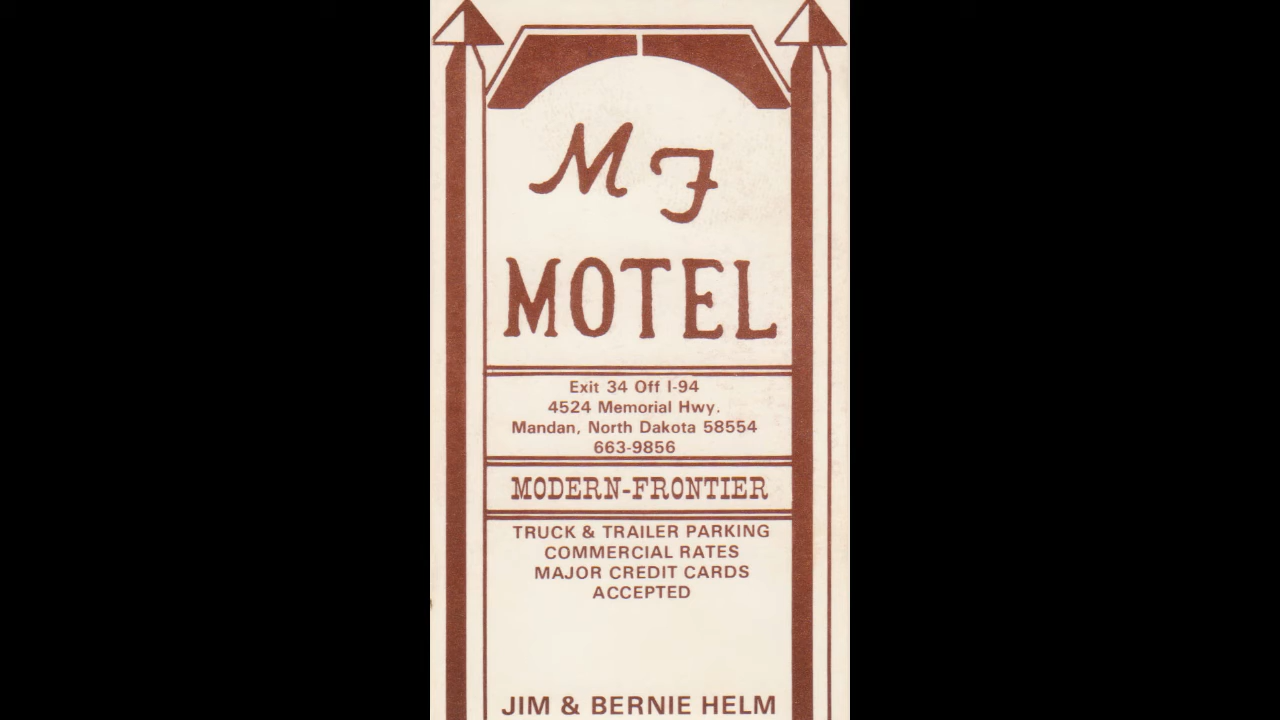 M F
MOTEL
Exit 34 Off I-94
4524 Memorial Hwy.
Mandan, North Dakota 58554
663-9856
MODERN-FRONTIER
TRUCK & TRAILER PARKING
COMMERCIAL RATES
MAJOR CREDIT CARDS
ACCEPTED
JIM & BERNIE HELM